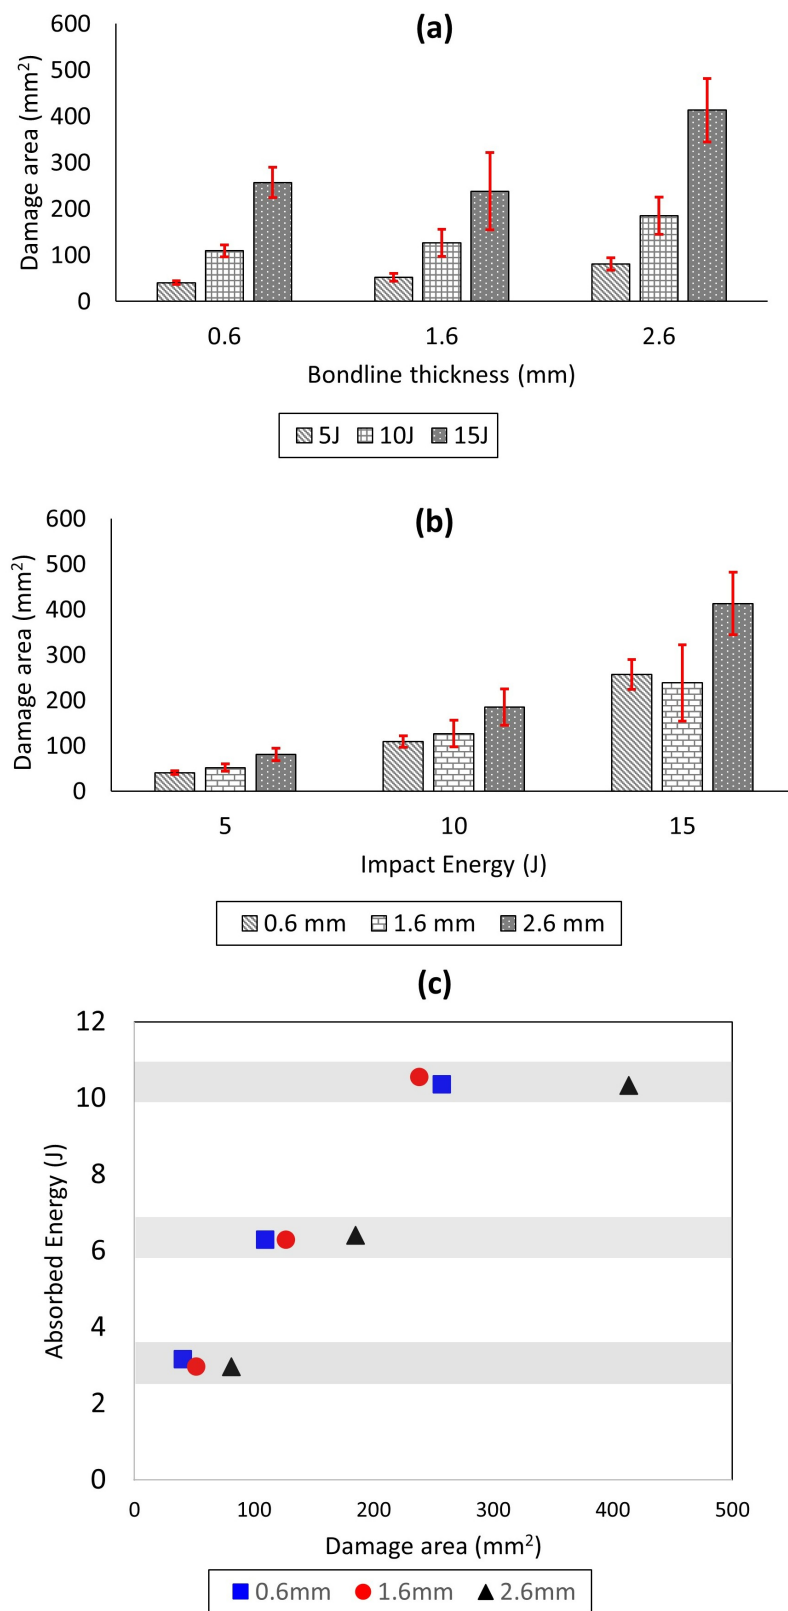 (a)
600
500
400
300
200
100
0
Damage area (mm²)
0.6 1.6 2.6
Bondline thickness (mm)
5J 10J 15J
(b)
600
500
400
300
200
100
0
Damage area (mm²)
5 10 15
Impact Energy (J)
0.6 mm 1.6 mm 2.6 mm
(c)
12
10
8
6
4
2
0
Absorbed Energy (J)
0 100 200 300 400 500
Damage area (mm²)
0.6mm 1.6mm 2.6mm